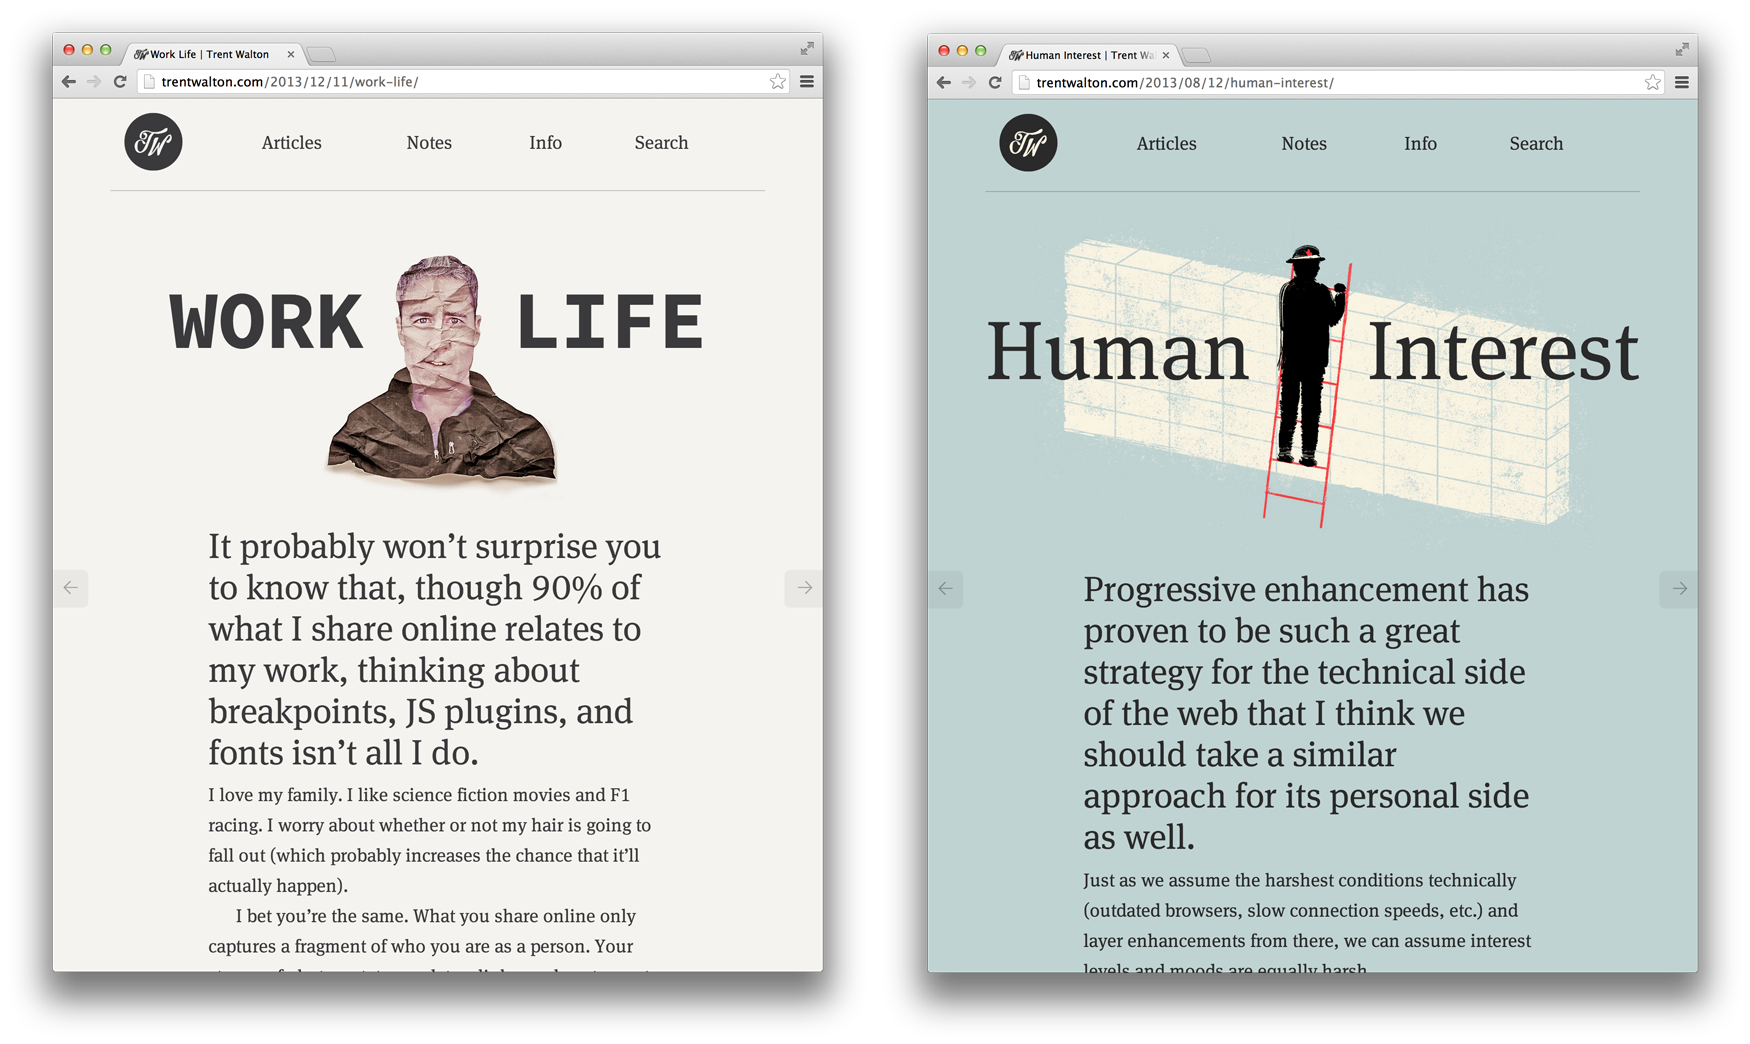 Work Life | Trent Walton
trentwalton.com/2013/12/11/work-life/
TW
Articles Notes Info Search
WORK LIFE
It probably won’t surprise you
to know that, though 90% of
what I share online relates to
my work, thinking about
breakpoints, JS plugins, and
fonts isn’t all I do.
I love my family. I like science fiction movies and F1
racing. I worry about whether or not my hair is going to
fall out (which probably increases the chance that it’ll
actually happen).
I bet you’re the same. What you share online only
captures a fragment of who you are as a person. Your
Human Interest | Trent Wa
trentwalton.com/2013/08/12/human-interest/
TW
Articles Notes Info Search
Human Interest
Progressive enhancement has
proven to be such a great
strategy for the technical side
of the web that I think we
should take a similar
approach for its personal side
as well.
Just as we assume the harshest conditions technically
(outdated browsers, slow connection speeds, etc.) and
layer enhancements from there, we can assume interest
levels and moods are equally harsh.